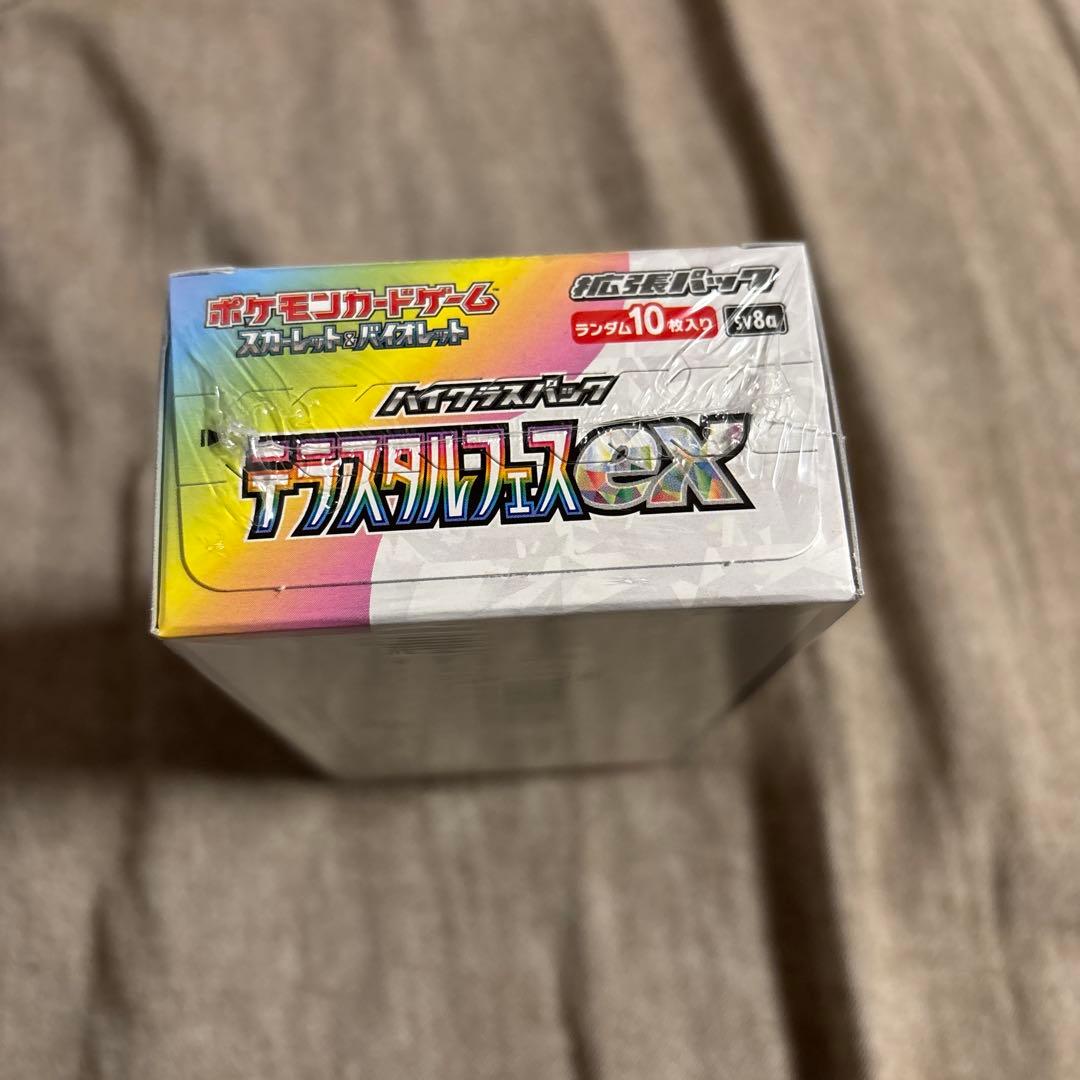 ポケモンカードゲーム™
スカーレット&バイオレット
拡張パック
ランダム10枚入り
sv8a
ハイクラスパック
テラスタルフェスex